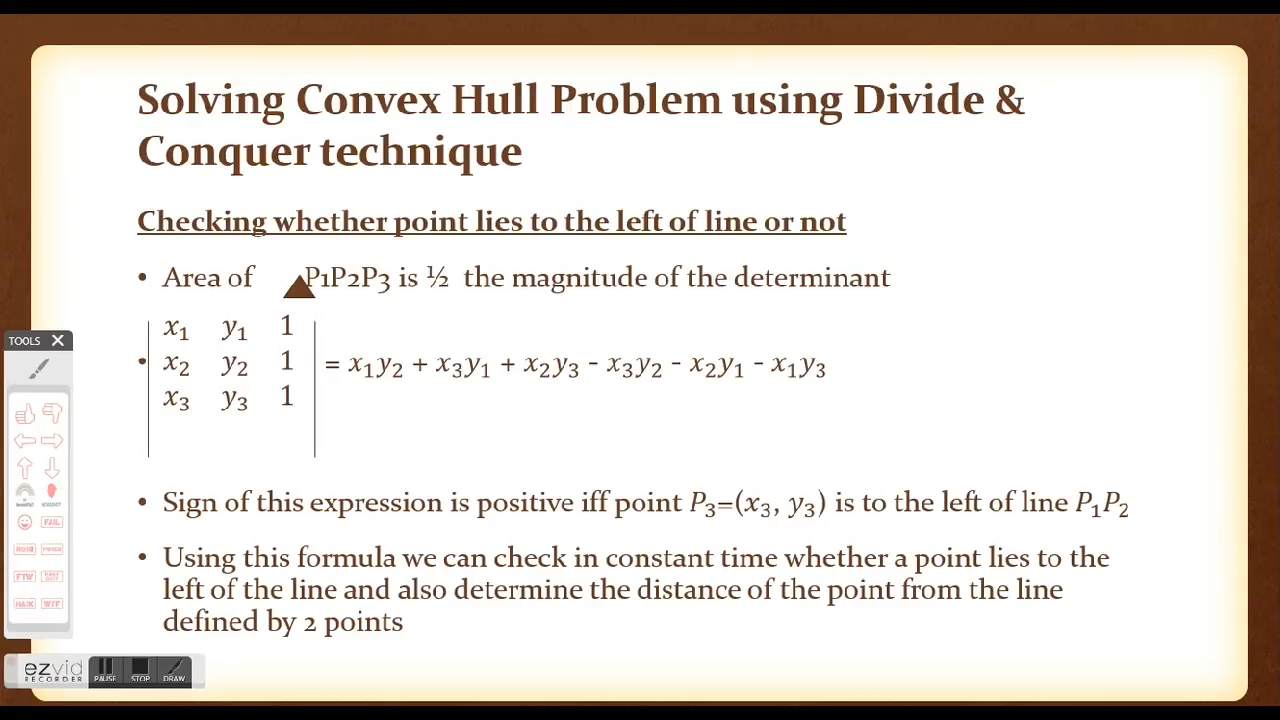 Solving Convex Hull Problem using Divide &
Conquer technique
Checking whether point lies to the left of line or not
• Area of P1P2P3 is ½ the magnitude of the determinant
x₁ y₁ 1
• x₂ y₂ 1 = x₁y₂ + x₃y₁ + x₂y₃ - x₃y₂ - x₂y₁ - x₁y₃
x₃ y₃ 1
• Sign of this expression is positive iff point P₃=(x₃, y₃) is to the left of line P₁P₂
• Using this formula we can check in constant time whether a point lies to the
left of the line and also determine the distance of the point from the line
defined by 2 points
TOOLS X
FAIL
FTW
HAX WTF
ezvid
RECORDER
PAUSE STOP DRAW